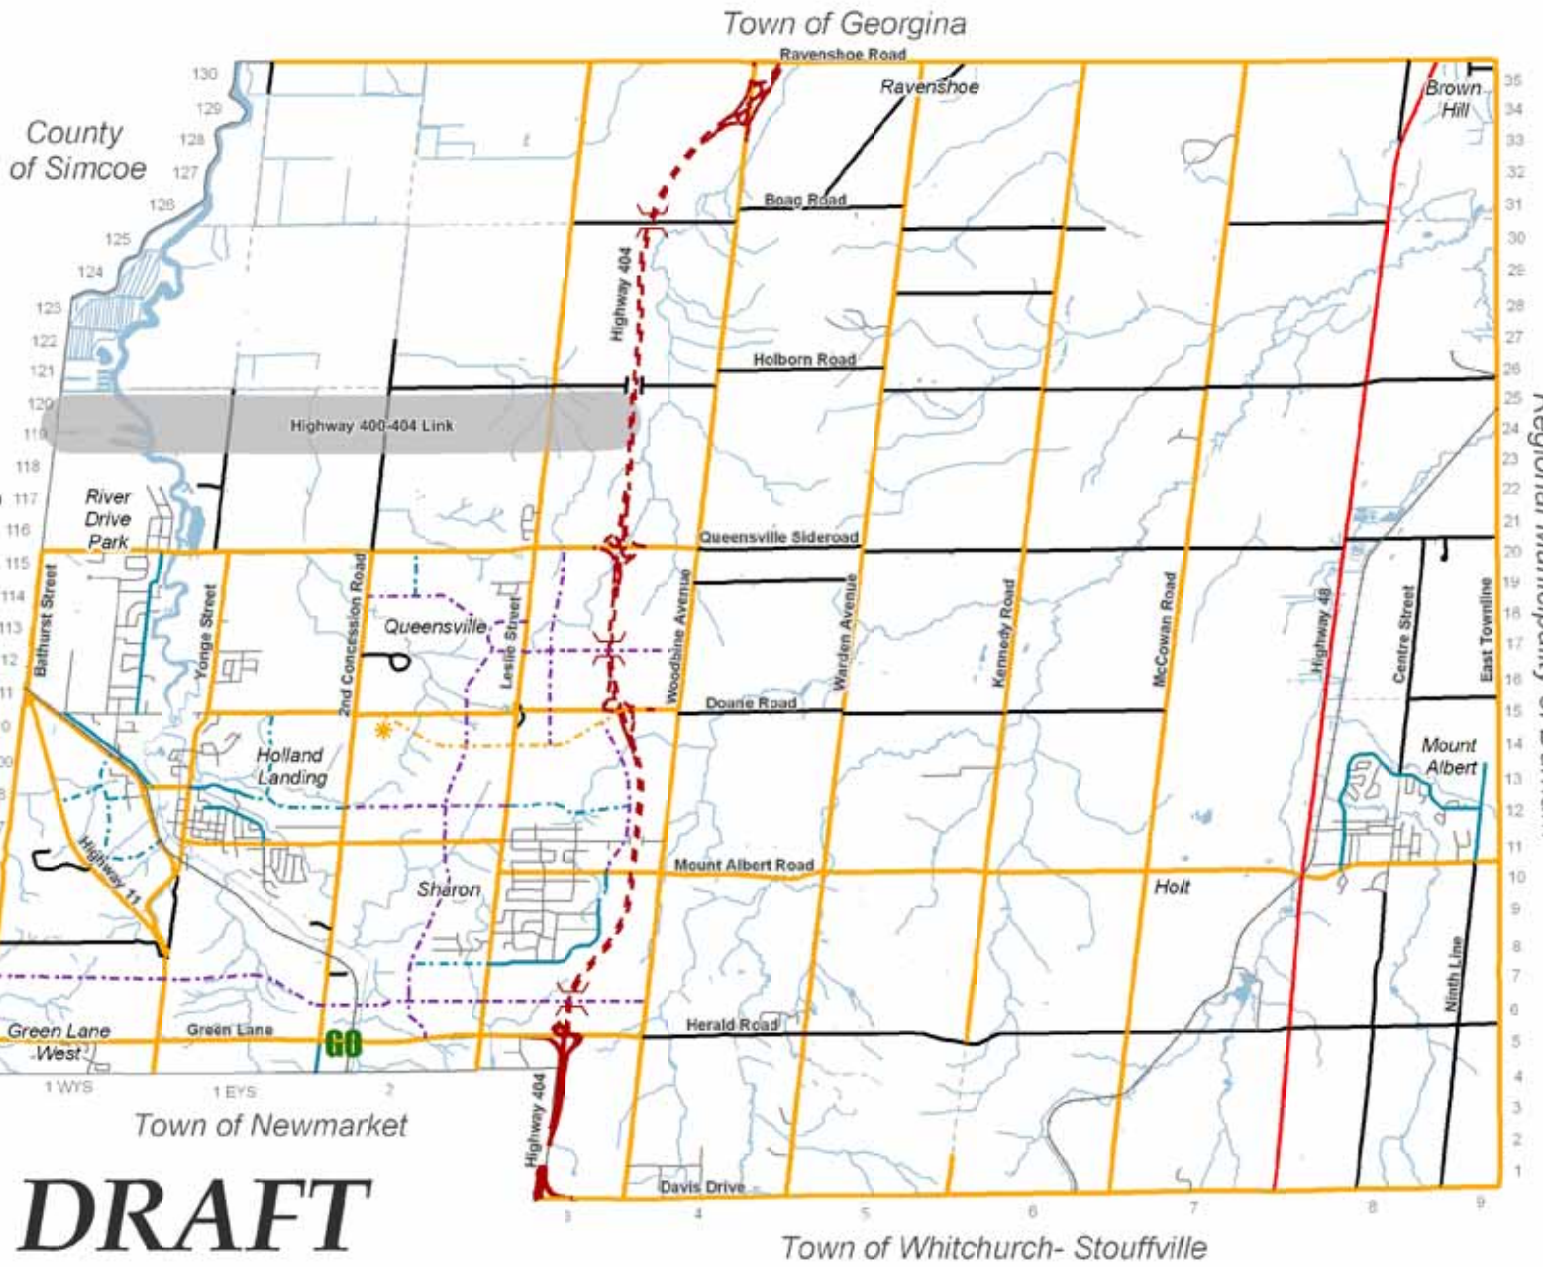 Town of Georgina
Ravenshoe Road
130
129
128
127
126
125
124
123
122
121
120
119
118
117
116
115
114
113
12
11
County
of Simcoe
Ravenshoe
Brown
Hill
35
34
33
32
31
30
29
28
27
26
25
24
23
22
21
20
19
18
17
16
15
14
13
12
11
10
9
8
7
6
5
4
3
2
1
Boag Road
Highway 404
Holborn Road
Highway 400-404 Link
River
Drive
Park
Queensville Sideroad
Bathurst Street
Yonge Street
2nd Concession Road
Queensville
Leslie Street
Woodbine Avenue
Warden Avenue
Kennedy Road
McCowan Road
Highway 48
Centre Street
East Townline
Doane Road
Holland
Landing
Mount
Albert
Highway 11
Sharon
Mount Albert Road
Holt
Ninth Line
Green Lane
West
Green Lane
GO
Herald Road
1 WYS
1 EYS
2
Town of Newmarket
Highway 404
Davis Drive
3
4
5
6
7
8
9
DRAFT
Town of Whitchurch- Stouffville